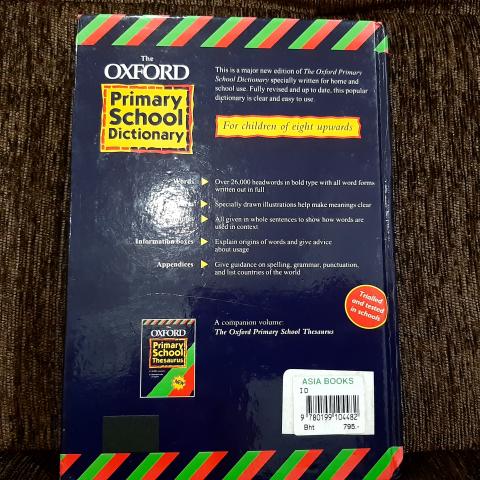 The
OXFORD
Primary
School
Dictionary
This is a major new edition of The Oxford Primary
School Dictionary specially written for home and
school use. Fully revised and up to date, this popular
dictionary is clear and easy to use.
For children of eight upwards
Over 26,000 headwords in bold type with all word forms
written out in full
Specially drawn illustrations help make meanings clear
All given in whole sentences to show how words are
used in context
Information boxes Explain origins of words and give advice
about usage
Appendices Give guidance on spelling, grammar, punctuation,
and list countries of the world
Trialled
and tested
in schools
A companion volume:
The Oxford Primary School Thesaurus
OXFORD
Primary
School
Thesaurus
NEW
ASIA BOOKS
I D
9 780199 104482
Bht 795.-